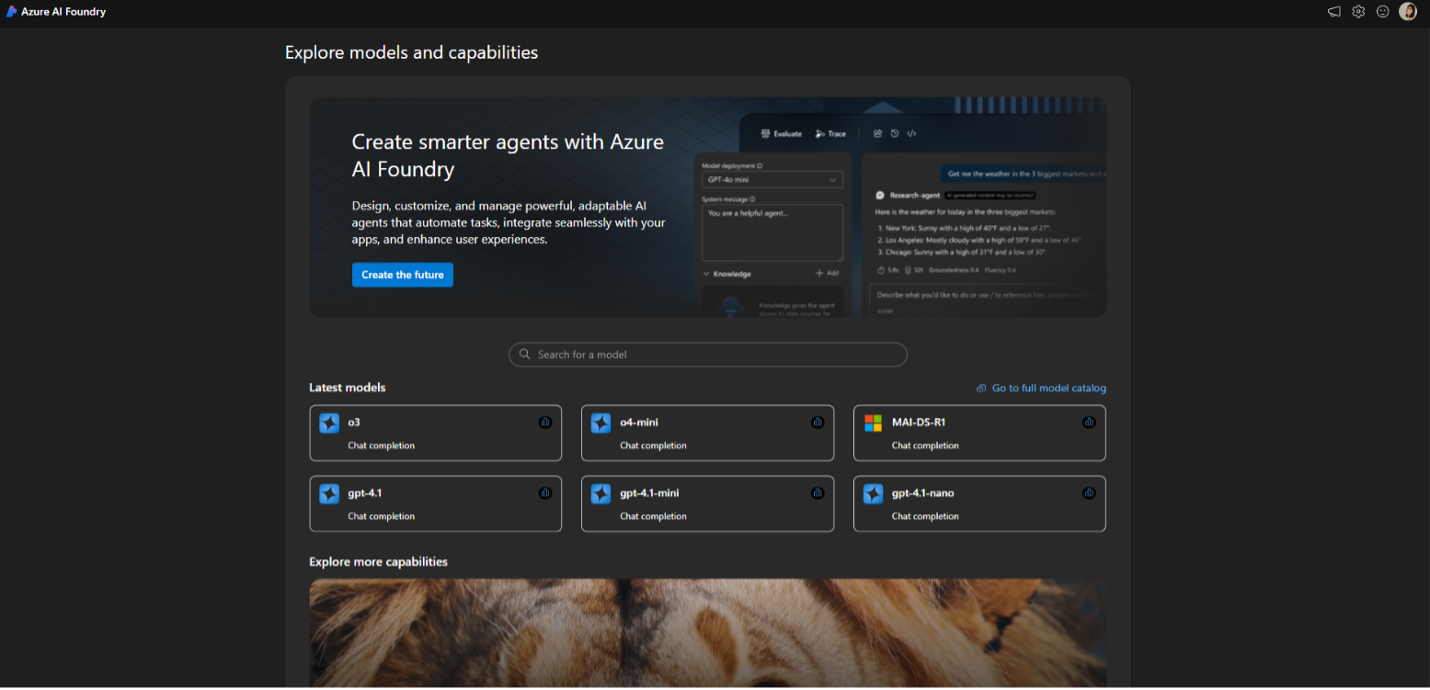 Azure AI Foundry
Explore models and capabilities
Create smarter agents with Azure
AI Foundry
Design, customize, and manage powerful, adaptable AI
agents that automate tasks, integrate seamlessly with your
apps, and enhance user experiences.
Create the future
Evaluate
Trace
Model deployment
GPT-4o mini
System message
You are a helpful agent...
Knowledge
Add
Knowledge gives the agent
access to data sources for
Get me the weather in the 3 biggest markets and
Research-agent AI-generated content may be incorrect
Here is the weather for today in the three biggest markets:
1. New York: Sunny with a high of 40°F and a low of 27°.
2. Los Angeles: Mostly cloudy with a high of 59°F and a low of 46°.
3. Chicago: Sunny with a high of 31°F and a low of 30°.
5.8s 32t Groundedness 0.4 Fluency 0.4
Describe what you'd like to do or use / to reference files, people, and
Search for a model
Latest models
Go to full model catalog
o3
Chat completion
o4-mini
Chat completion
MAI-DS-R1
Chat completion
gpt-4.1
Chat completion
gpt-4.1-mini
Chat completion
gpt-4.1-nano
Chat completion
Explore more capabilities